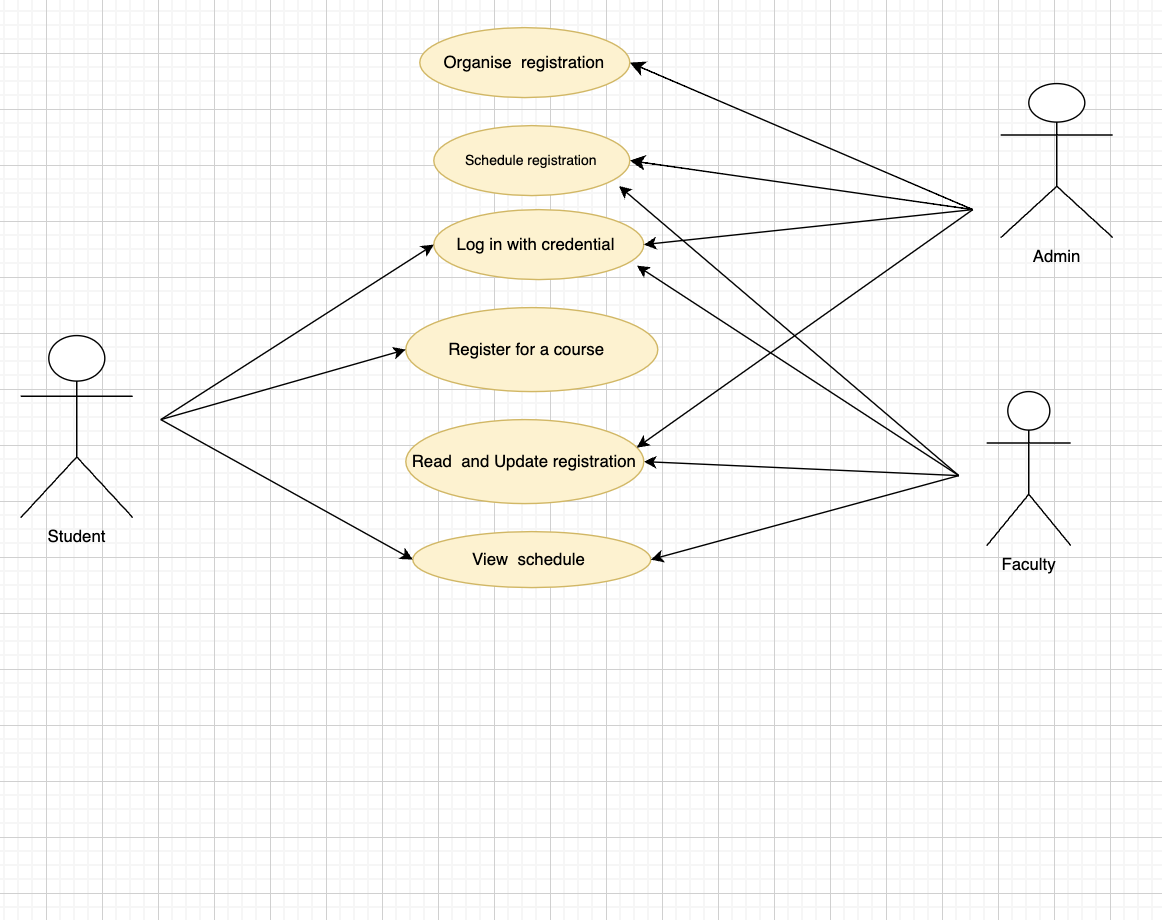 Organise  registration
Schedule registration
Log in with credential
Register for a course
Read  and Update registration
View  schedule
Student
Admin
Faculty